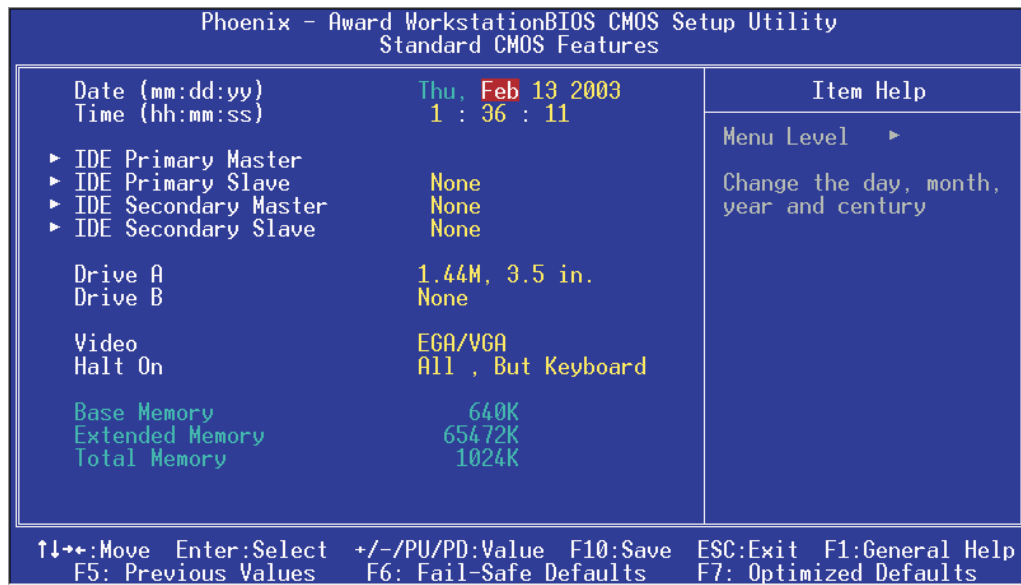 Phoenix - Award WorkstationBIOS CMOS Setup Utility
Standard CMOS Features
Date (mm:dd:yy) Thu, Feb 13 2003
Time (hh:mm:ss) 1 : 36 : 11
► IDE Primary Master
► IDE Primary Slave None
► IDE Secondary Master None
► IDE Secondary Slave None
Drive A 1.44M, 3.5 in.
Drive B None
Video EGA/VGA
Halt On All , But Keyboard
Base Memory 640K
Extended Memory 65472K
Total Memory 1024K
Item Help
Menu Level ►
Change the day, month,
year and century
↑↓→←:Move Enter:Select +/-/PU/PD:Value F10:Save ESC:Exit F1:General Help
F5: Previous Values F6: Fail-Safe Defaults F7: Optimized Defaults